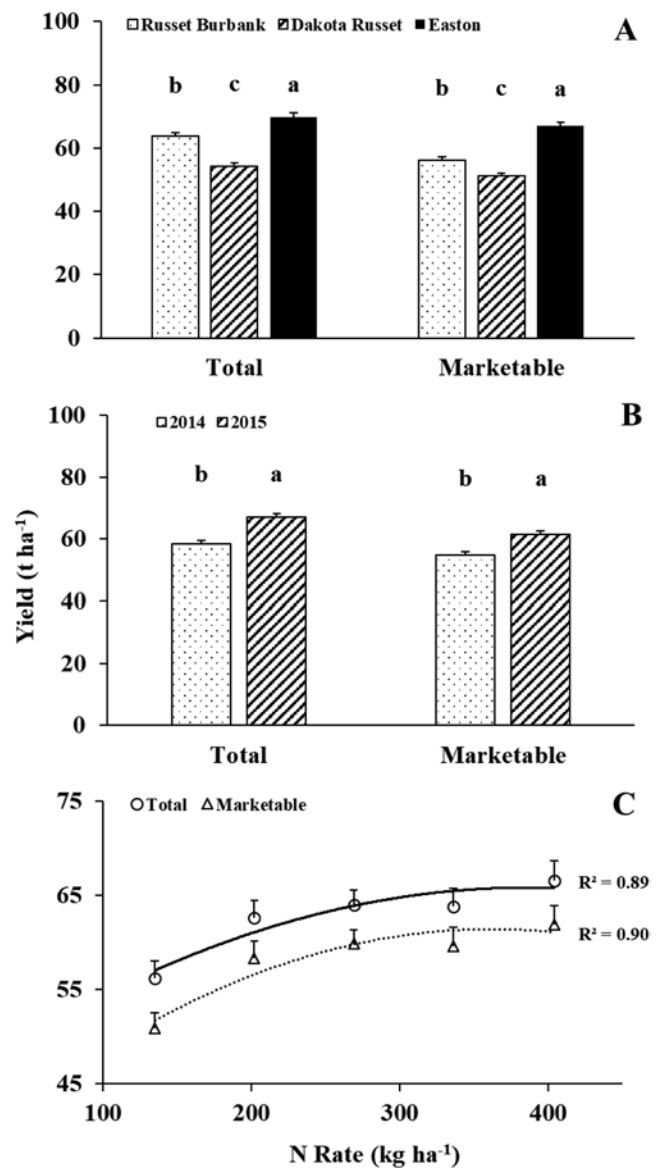 100
Russet Burbank Dakota Russet Easton
A
80
60
40
20
0
b c a b c a
Total Marketable
100
2014 2015
B
80
60
40
20
0
b a b a
Total Marketable
Yield (t ha⁻¹)
75
Total Marketable
C
65
55
45
R² = 0.89
R² = 0.90
100 200 300 400
N Rate (kg ha⁻¹)